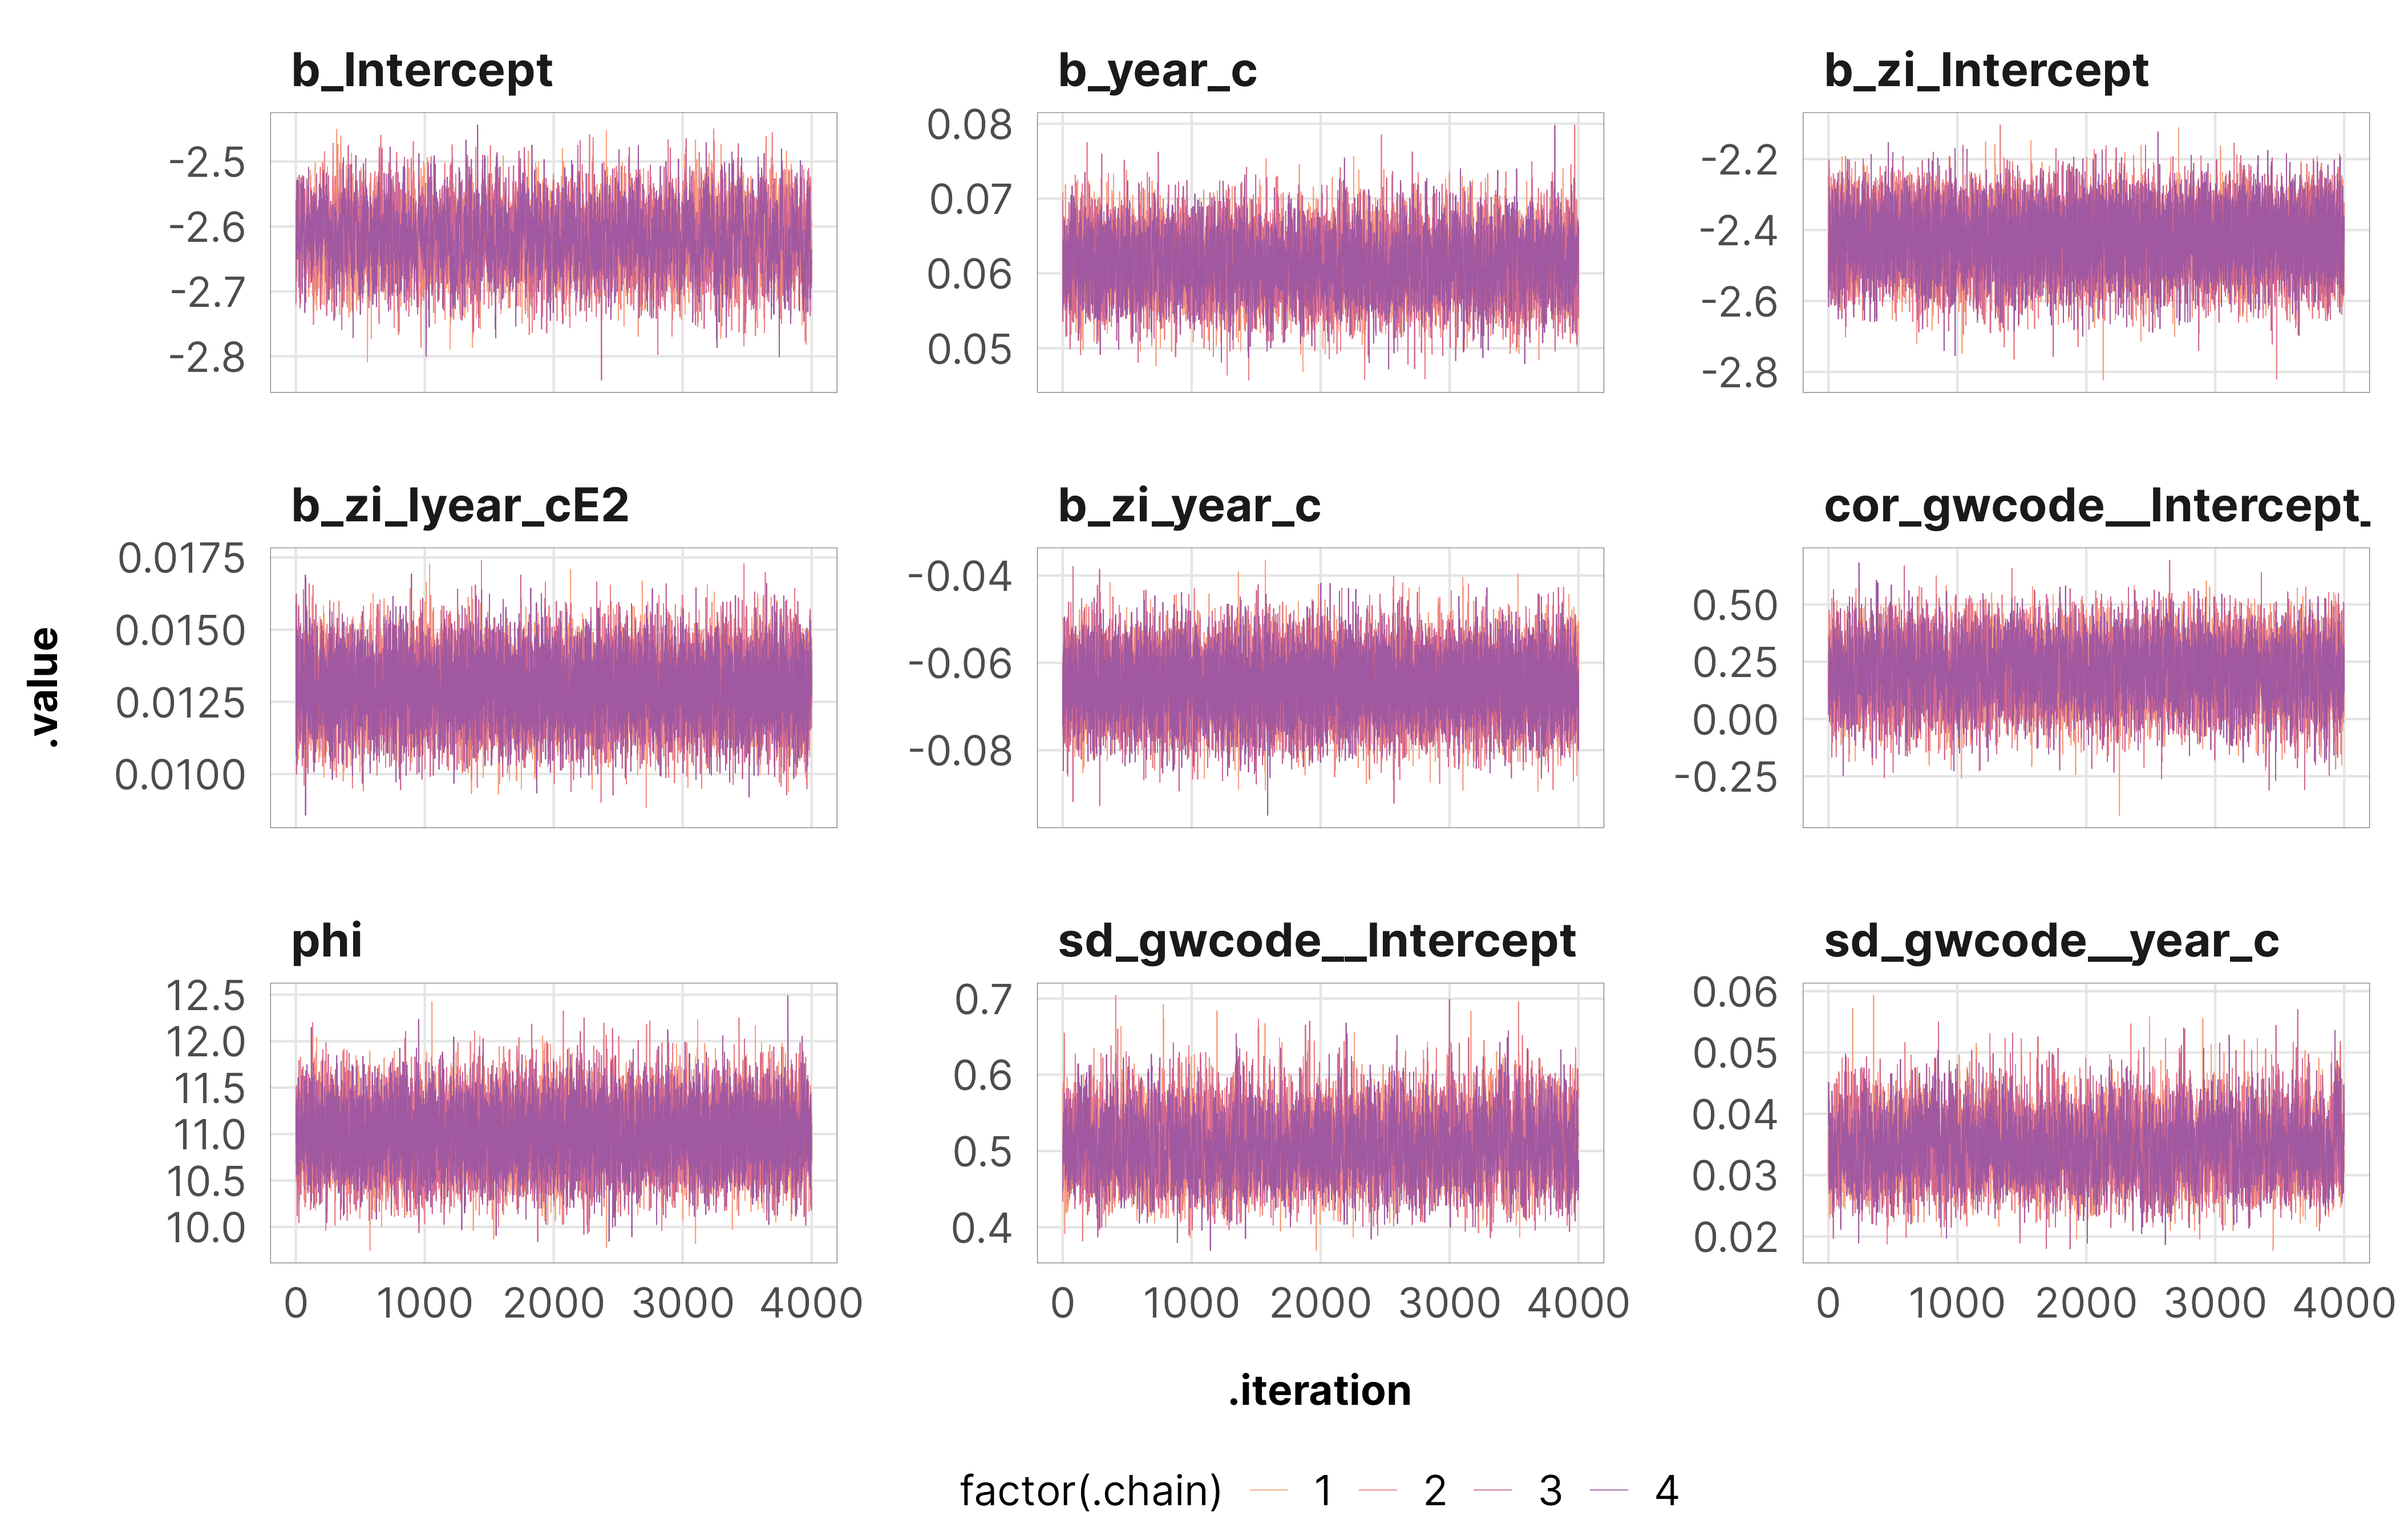 b_Intercept b_year_c b_zi_Intercept
-2.5 -2.6 -2.7 -2.8
0.08 0.07 0.06 0.05
-2.2 -2.4 -2.6 -2.8
b_zi_Iyear_cE2 b_zi_year_c cor_gwcode__Intercept_
0.0175 0.0150 0.0125 0.0100
-0.04 -0.06 -0.08
0.50 0.25 0.00 -0.25
.value
phi sd_gwcode__Intercept sd_gwcode__year_c
12.5 12.0 11.5 11.0 10.5 10.0
0.7 0.6 0.5 0.4
0.06 0.05 0.04 0.03 0.02
0 1000 2000 3000 4000 0 1000 2000 3000 4000 0 1000 2000 3000 4000
.iteration
factor(.chain) 1 2 3 4